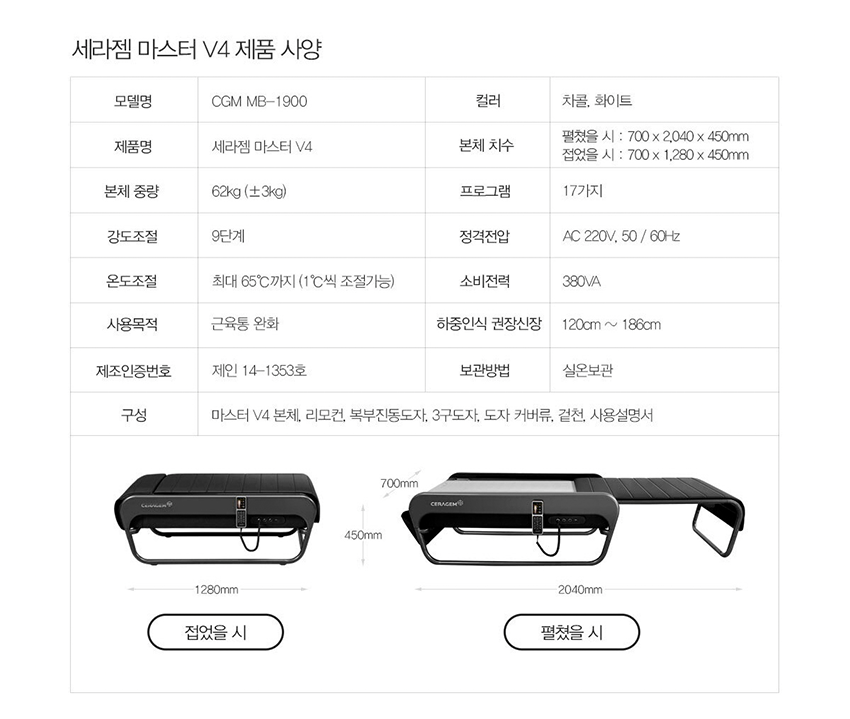 세라젬 마스터 V4 제품 사양
모델명 CGM MB-1900 컬러 차콜, 화이트
제품명 세라젬 마스터 V4 본체 치수 펼쳤을 시 : 700 x 2,040 x 450mm
접었을 시 : 700 x 1,280 x 450mm
본체 중량 62kg (±3kg) 프로그램 17가지
강도조절 9단계 정격전압 AC 220V, 50 / 60Hz
온도조절 최대 65℃까지 (1℃씩 조절가능) 소비전력 380VA
사용목적 근육통 완화 하중인식 권장신장 120cm ~ 186cm
제조인증번호 제인 14-1353호 보관방법 실온보관
구성 마스터 V4 본체, 리모컨, 복부진동도자, 3구도자, 도자 커버류, 겉천, 사용설명서
700mm
CERAGEM
CERAGEM
450mm
1280mm
2040mm
접었을 시
펼쳤을 시